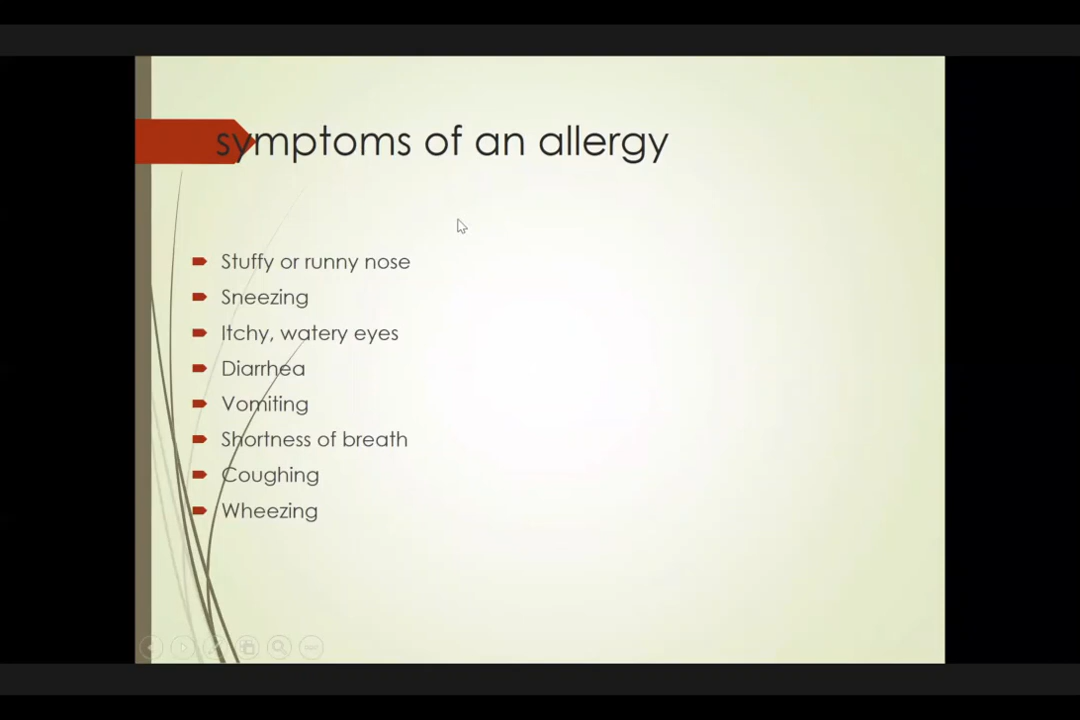 symptoms of an allergy
Stuffy or runny nose
Sneezing
Itchy, watery eyes
Diarrhea
Vomiting
Shortness of breath
Coughing
Wheezing